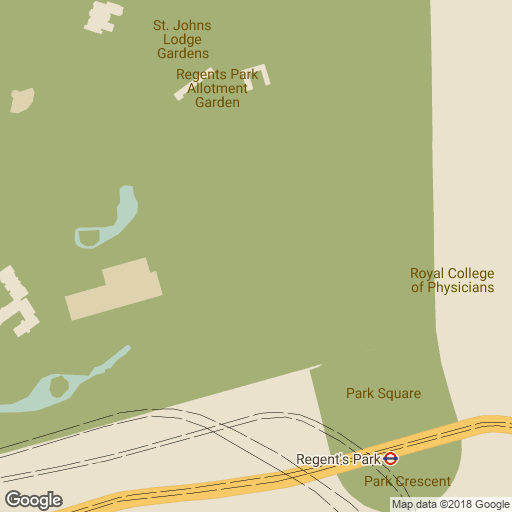 St. Johns
Lodge
Gardens
Regents Park
Allotment
Garden
Royal College
of Physicians
Park Square
Regent's Park
Park Crescent
Google
Map data ©2018 Google